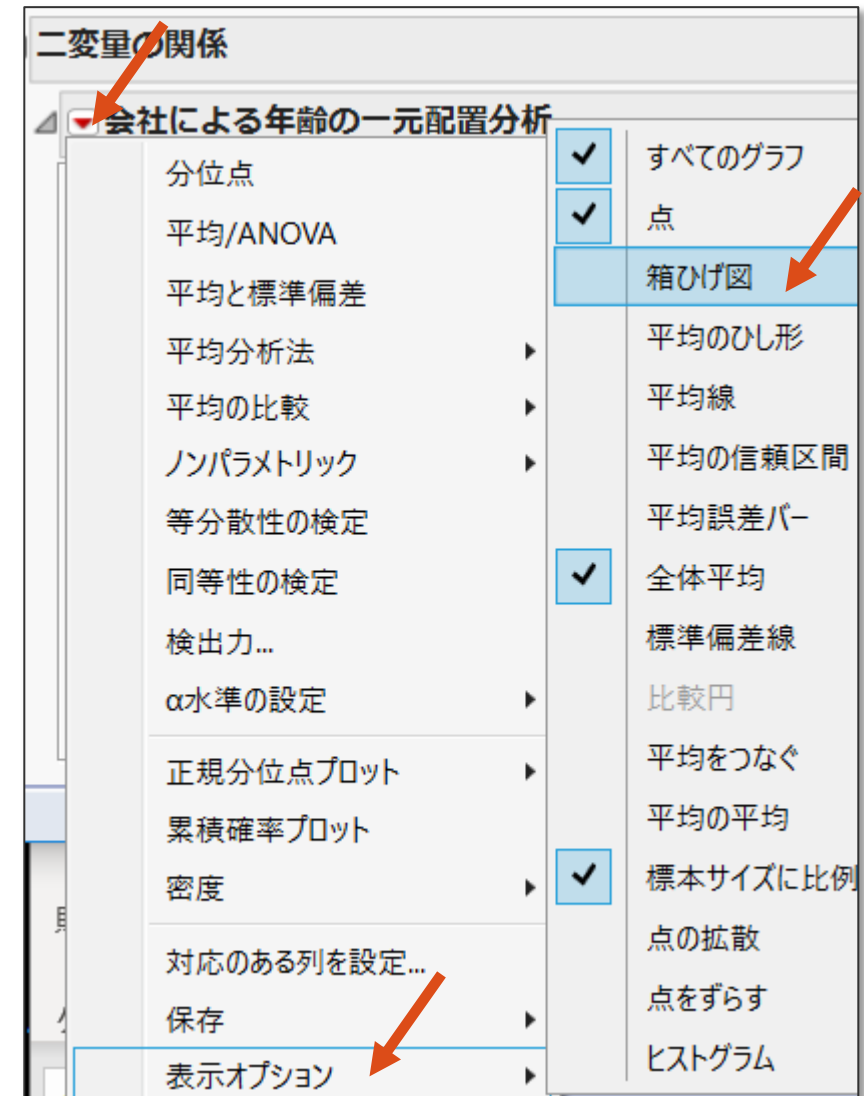 二変量の関係
会社による年齢の一元配置分析
分位点
平均/ANOVA
平均と標準偏差
平均分析法
平均の比較
ノンパラメトリック
等分散性の検定
同等性の検定
検出力...
α水準の設定
正規分位点プロット
累積確率プロット
密度
対応のある列を設定...
保存
表示オプション
すべてのグラフ
点
箱ひげ図
平均のひし形
平均線
平均の信頼区間
平均誤差バー
全体平均
標準偏差線
比較円
平均をつなぐ
平均の平均
標本サイズに比例
点の拡散
点をずらす
ヒストグラム